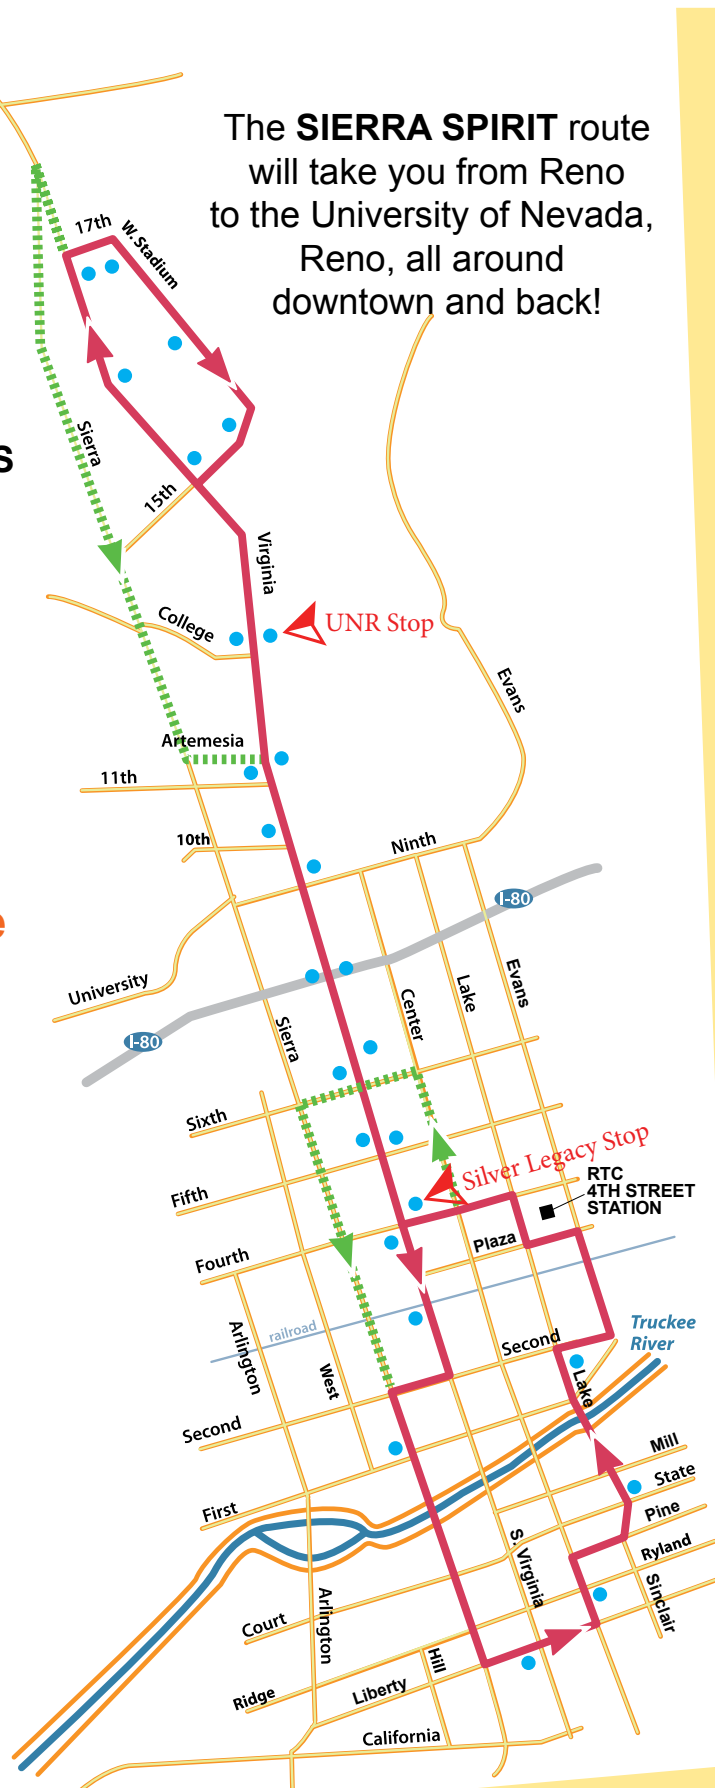 The SIERRA SPIRIT route
will take you from Reno
to the University of Nevada,
Reno, all around
downtown and back!
17th
W. Stadium
s
Sierra
15th
Virginia
College
UNR Stop
Evans
Artemesia
11th
10th
Ninth
e
I-80
University
Center
Lake
Evans
Sierra
I-80
Sixth
Silver Legacy Stop
RTC
4TH STREET
STATION
Fifth
Plaza
Fourth
railroad
Arlington
West
Second
Truckee
River
Lake
Second
Mill
State
First
Pine
Ryland
S. Virginia
Sinclair
Court
Arlington
Hill
Ridge
Liberty
California